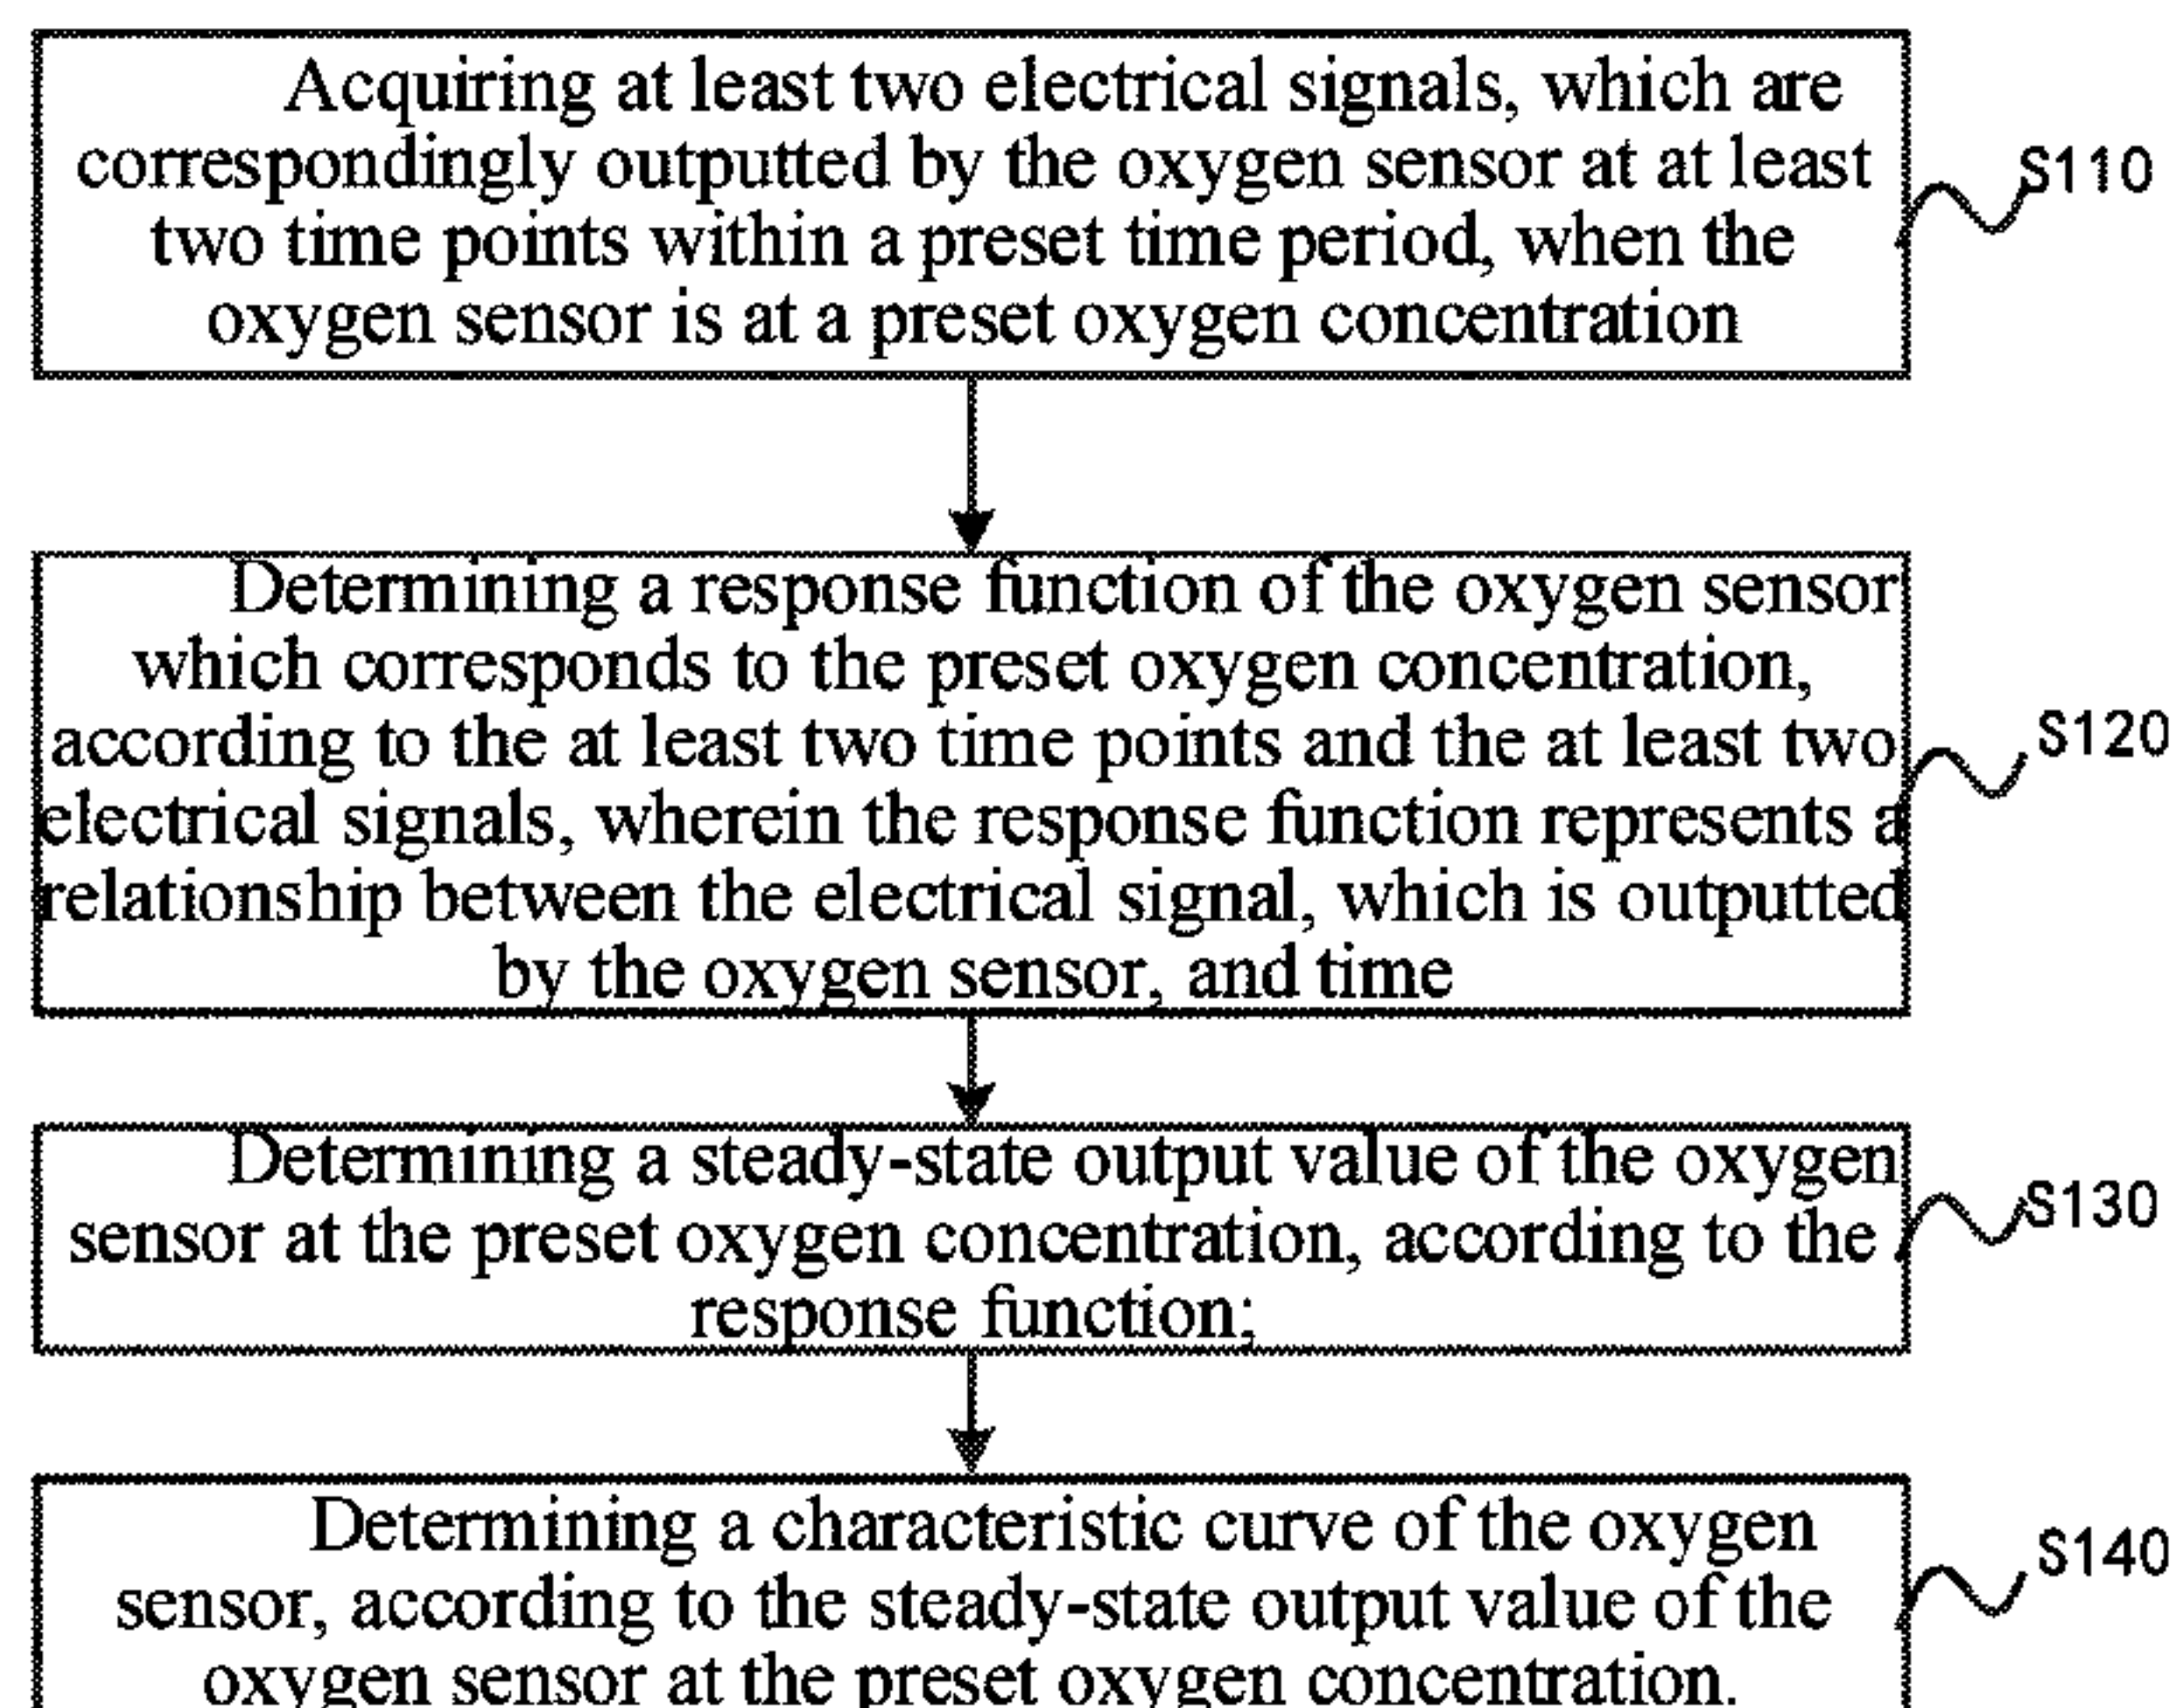 Acquiring at least two electrical signals, which are
correspondingly outputted by the oxygen sensor at at least
two time points within a preset time period, when the
oxygen sensor is at a preset oxygen concentration
S110
Determining a response function of the oxygen sensor
which corresponds to the preset oxygen concentration,
according to the at least two time points and the at least two
electrical signals, wherein the response function represents a
relationship between the electrical signal, which is outputted
by the oxygen sensor, and time
S120
Determining a steady-state output value of the oxygen
sensor at the preset oxygen concentration, according to the
response function;
S130
Determining a characteristic curve of the oxygen
sensor, according to the steady-state output value of the
oxygen sensor at the preset oxygen concentration.
S140